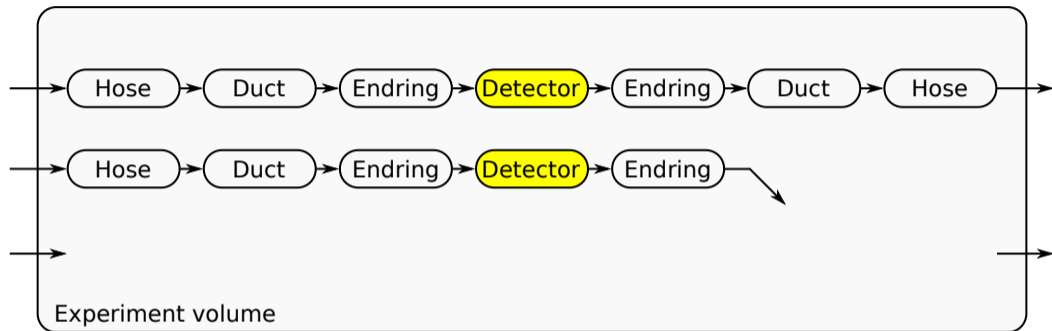 Hose Duct Endring Detector Endring Duct Hose
Hose Duct Endring Detector Endring
Experiment volume